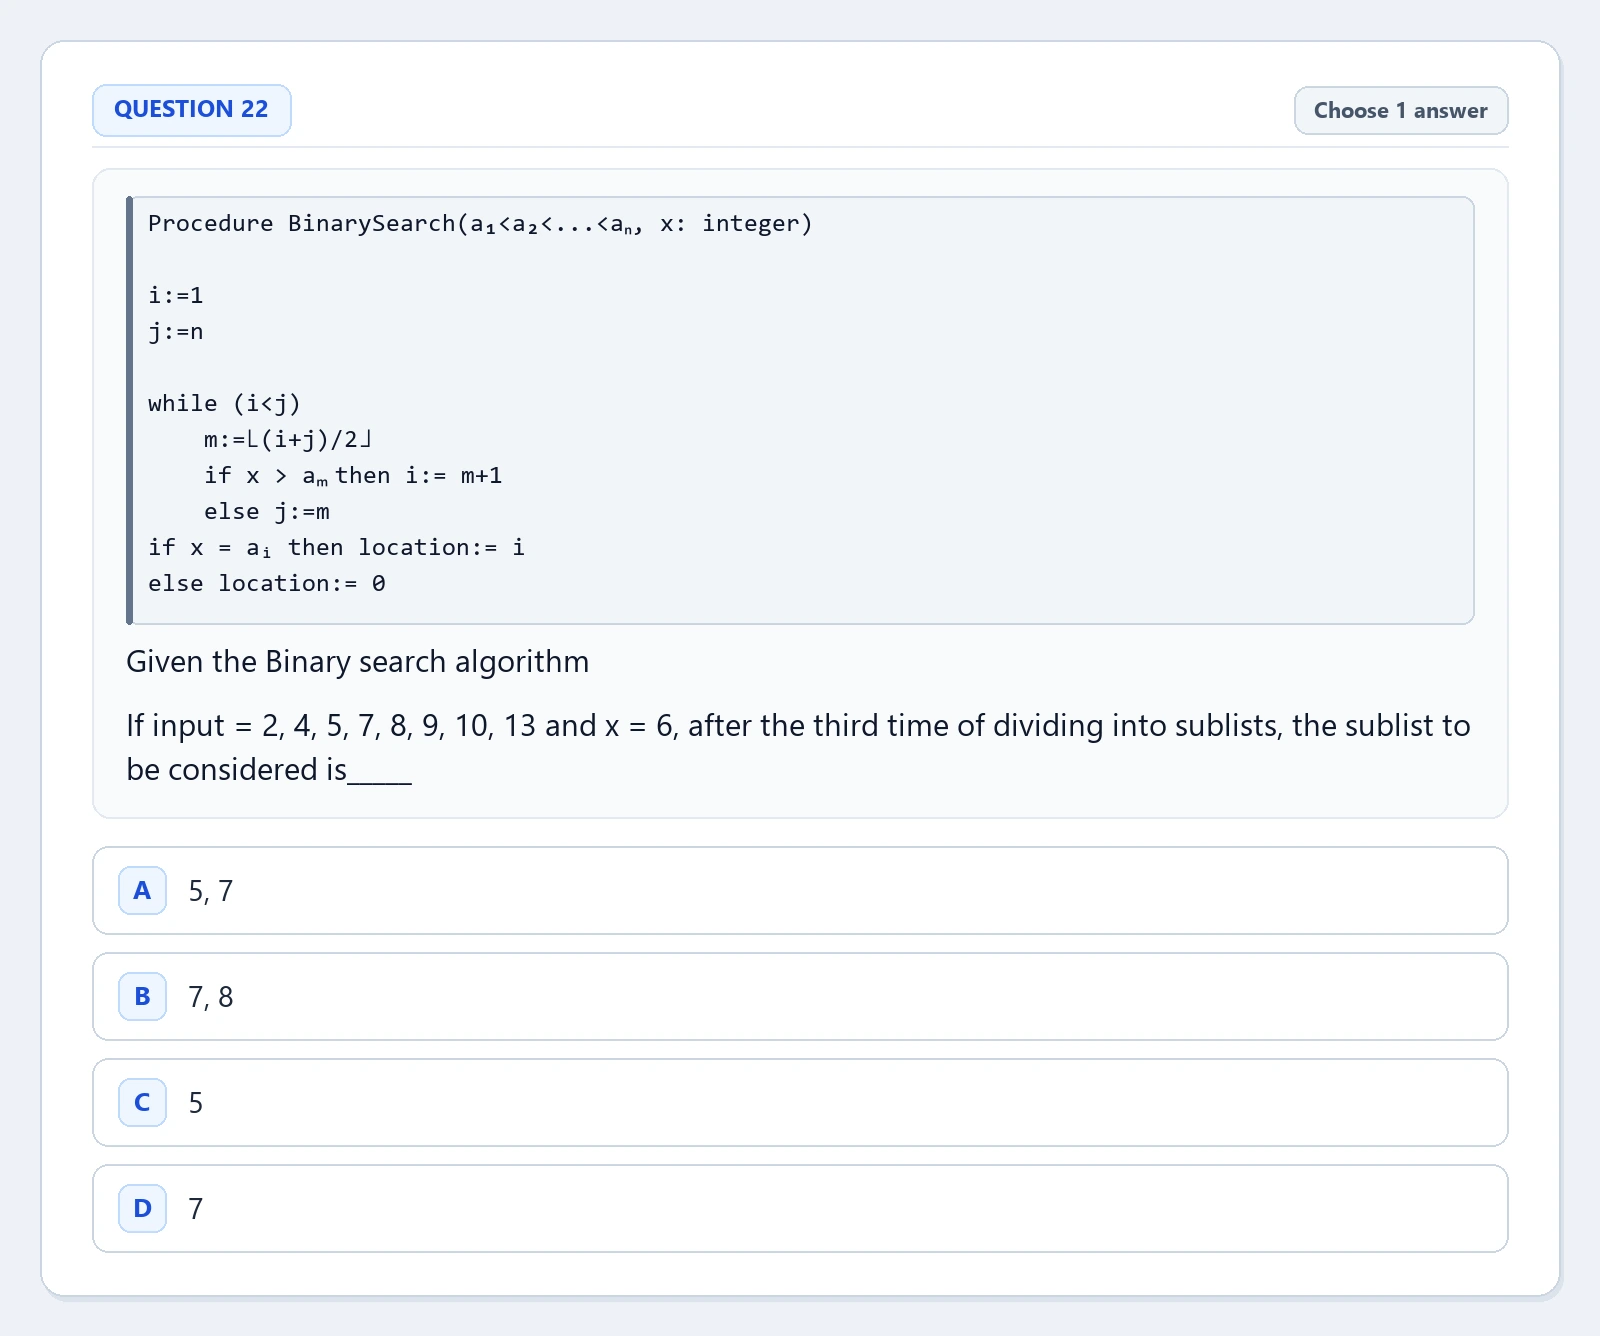 QUESTION 22
Choose 1 answer
Procedure BinarySearch(a₁<a₂<...<aₙ, x: integer)
i:=1
j:=n
while (i<j)
    m:=⌊(i+j)/2⌋
    if x > aₘ then i:= m+1
    else j:=m
if x = aᵢ then location:= i
else location:= 0
Given the Binary search algorithm
If input = 2, 4, 5, 7, 8, 9, 10, 13 and x = 6, after the third time of dividing into sublists, the sublist to
be considered is_____
A 5, 7
B 7, 8
C 5
D 7